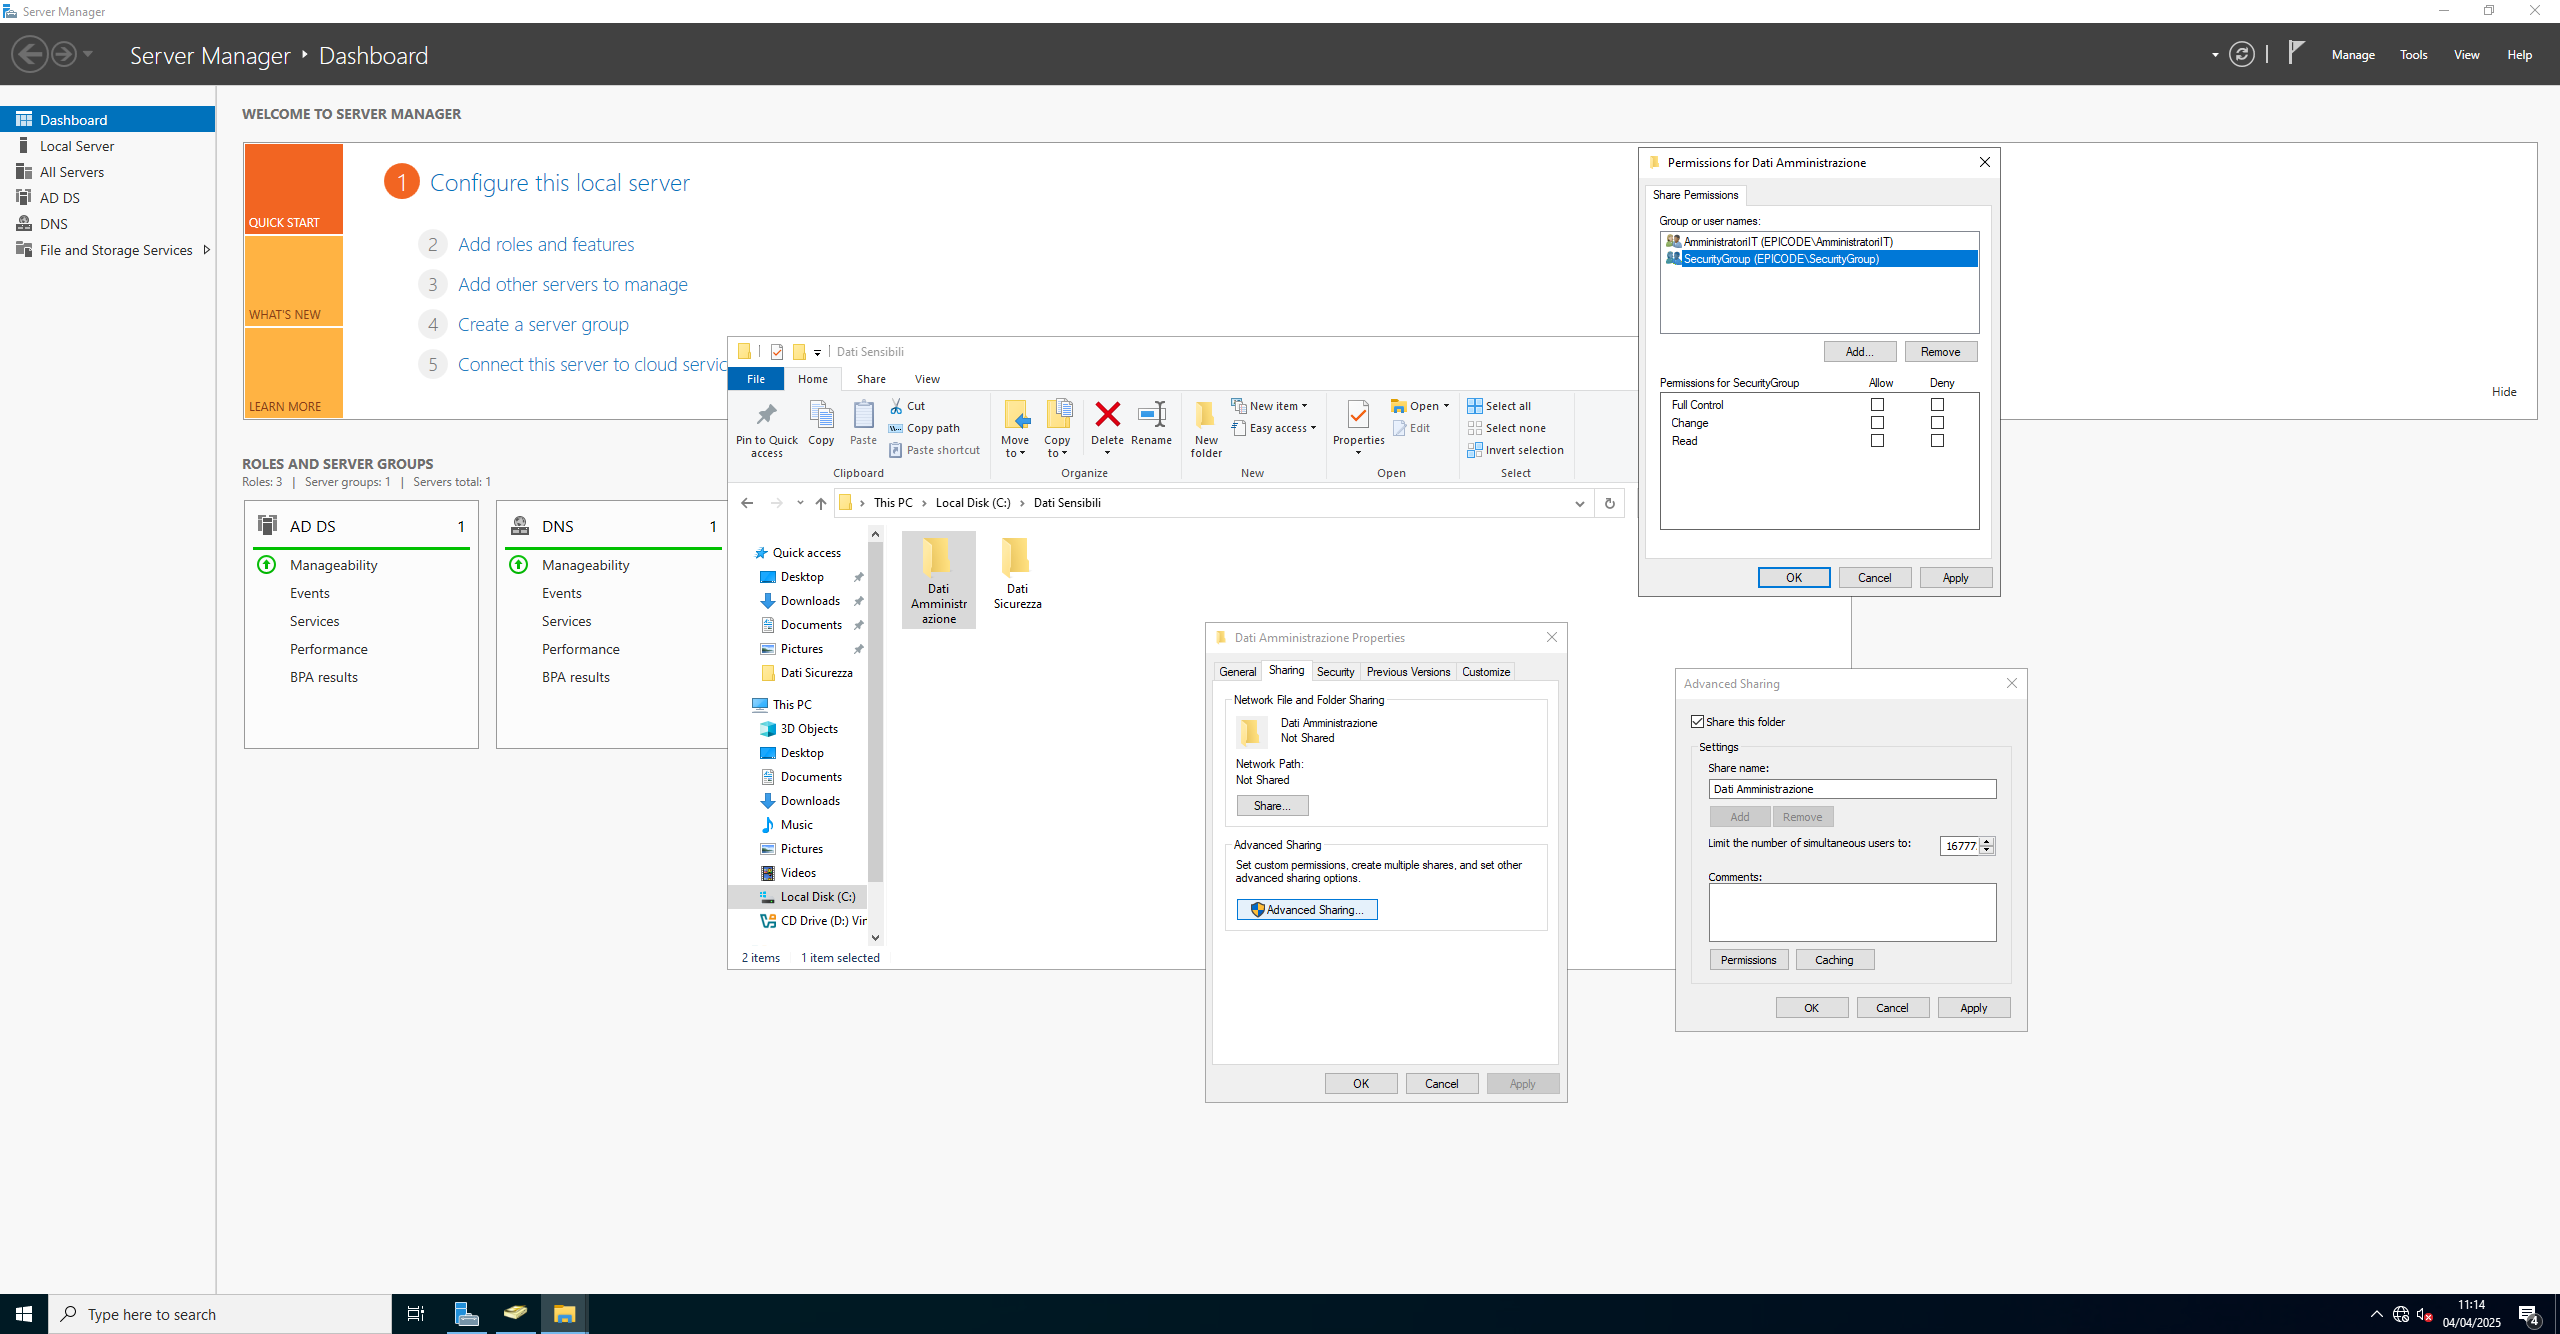 Server Manager
Server Manager ‣ Dashboard
Manage
Tools
View
Help
Dashboard
Local Server
All Servers
AD DS
DNS
File and Storage Services
WELCOME TO SERVER MANAGER
QUICK START
WHAT'S NEW
LEARN MORE
1 Configure this local server
2 Add roles and features
3 Add other servers to manage
4 Create a server group
5 Connect this server to cloud servic
Hide
ROLES AND SERVER GROUPS
Roles: 3 | Server groups: 1 | Servers total: 1
AD DS 1
Manageability
Events
Services
Performance
BPA results
DNS 1
Manageability
Events
Services
Performance
BPA results
Dati Sensibili
File
Home
Share
View
Pin to Quick access
Copy
Paste
Cut
Copy path
Paste shortcut
Clipboard
Move to
Copy to
Delete
Rename
Organize
New folder
New item
Easy access
New
Properties
Open
Edit
Open
Select all
Select none
Invert selection
Select
This PC › Local Disk (C:) › Dati Sensibili
Quick access
Desktop
Downloads
Documents
Pictures
Dati Sicurezza
This PC
3D Objects
Desktop
Documents
Downloads
Music
Pictures
Videos
Local Disk (C:)
CD Drive (D:) Vir
Dati
Amministr
azione
Dati
Sicurezza
2 items
1 item selected
Dati Amministrazione Properties
General
Sharing
Security
Previous Versions
Customize
Network File and Folder Sharing
Dati Amministrazione
Not Shared
Network Path:
Not Shared
Share...
Advanced Sharing
Set custom permissions, create multiple shares, and set other
advanced sharing options.
Advanced Sharing...
OK
Cancel
Apply
Permissions for Dati Amministrazione
Share Permissions
Group or user names:
AmministratoriIT (EPICODE\AmministratoriIT)
SecurityGroup (EPICODE\SecurityGroup)
Add...
Remove
Permissions for SecurityGroup Allow Deny
Full Control
Change
Read
OK
Cancel
Apply
Advanced Sharing
Share this folder
Settings
Share name:
Dati Amministrazione
Add
Remove
Limit the number of simultaneous users to:
16777
Comments:
Permissions
Caching
OK
Cancel
Apply
Type here to search
11:14
04/04/2025
4